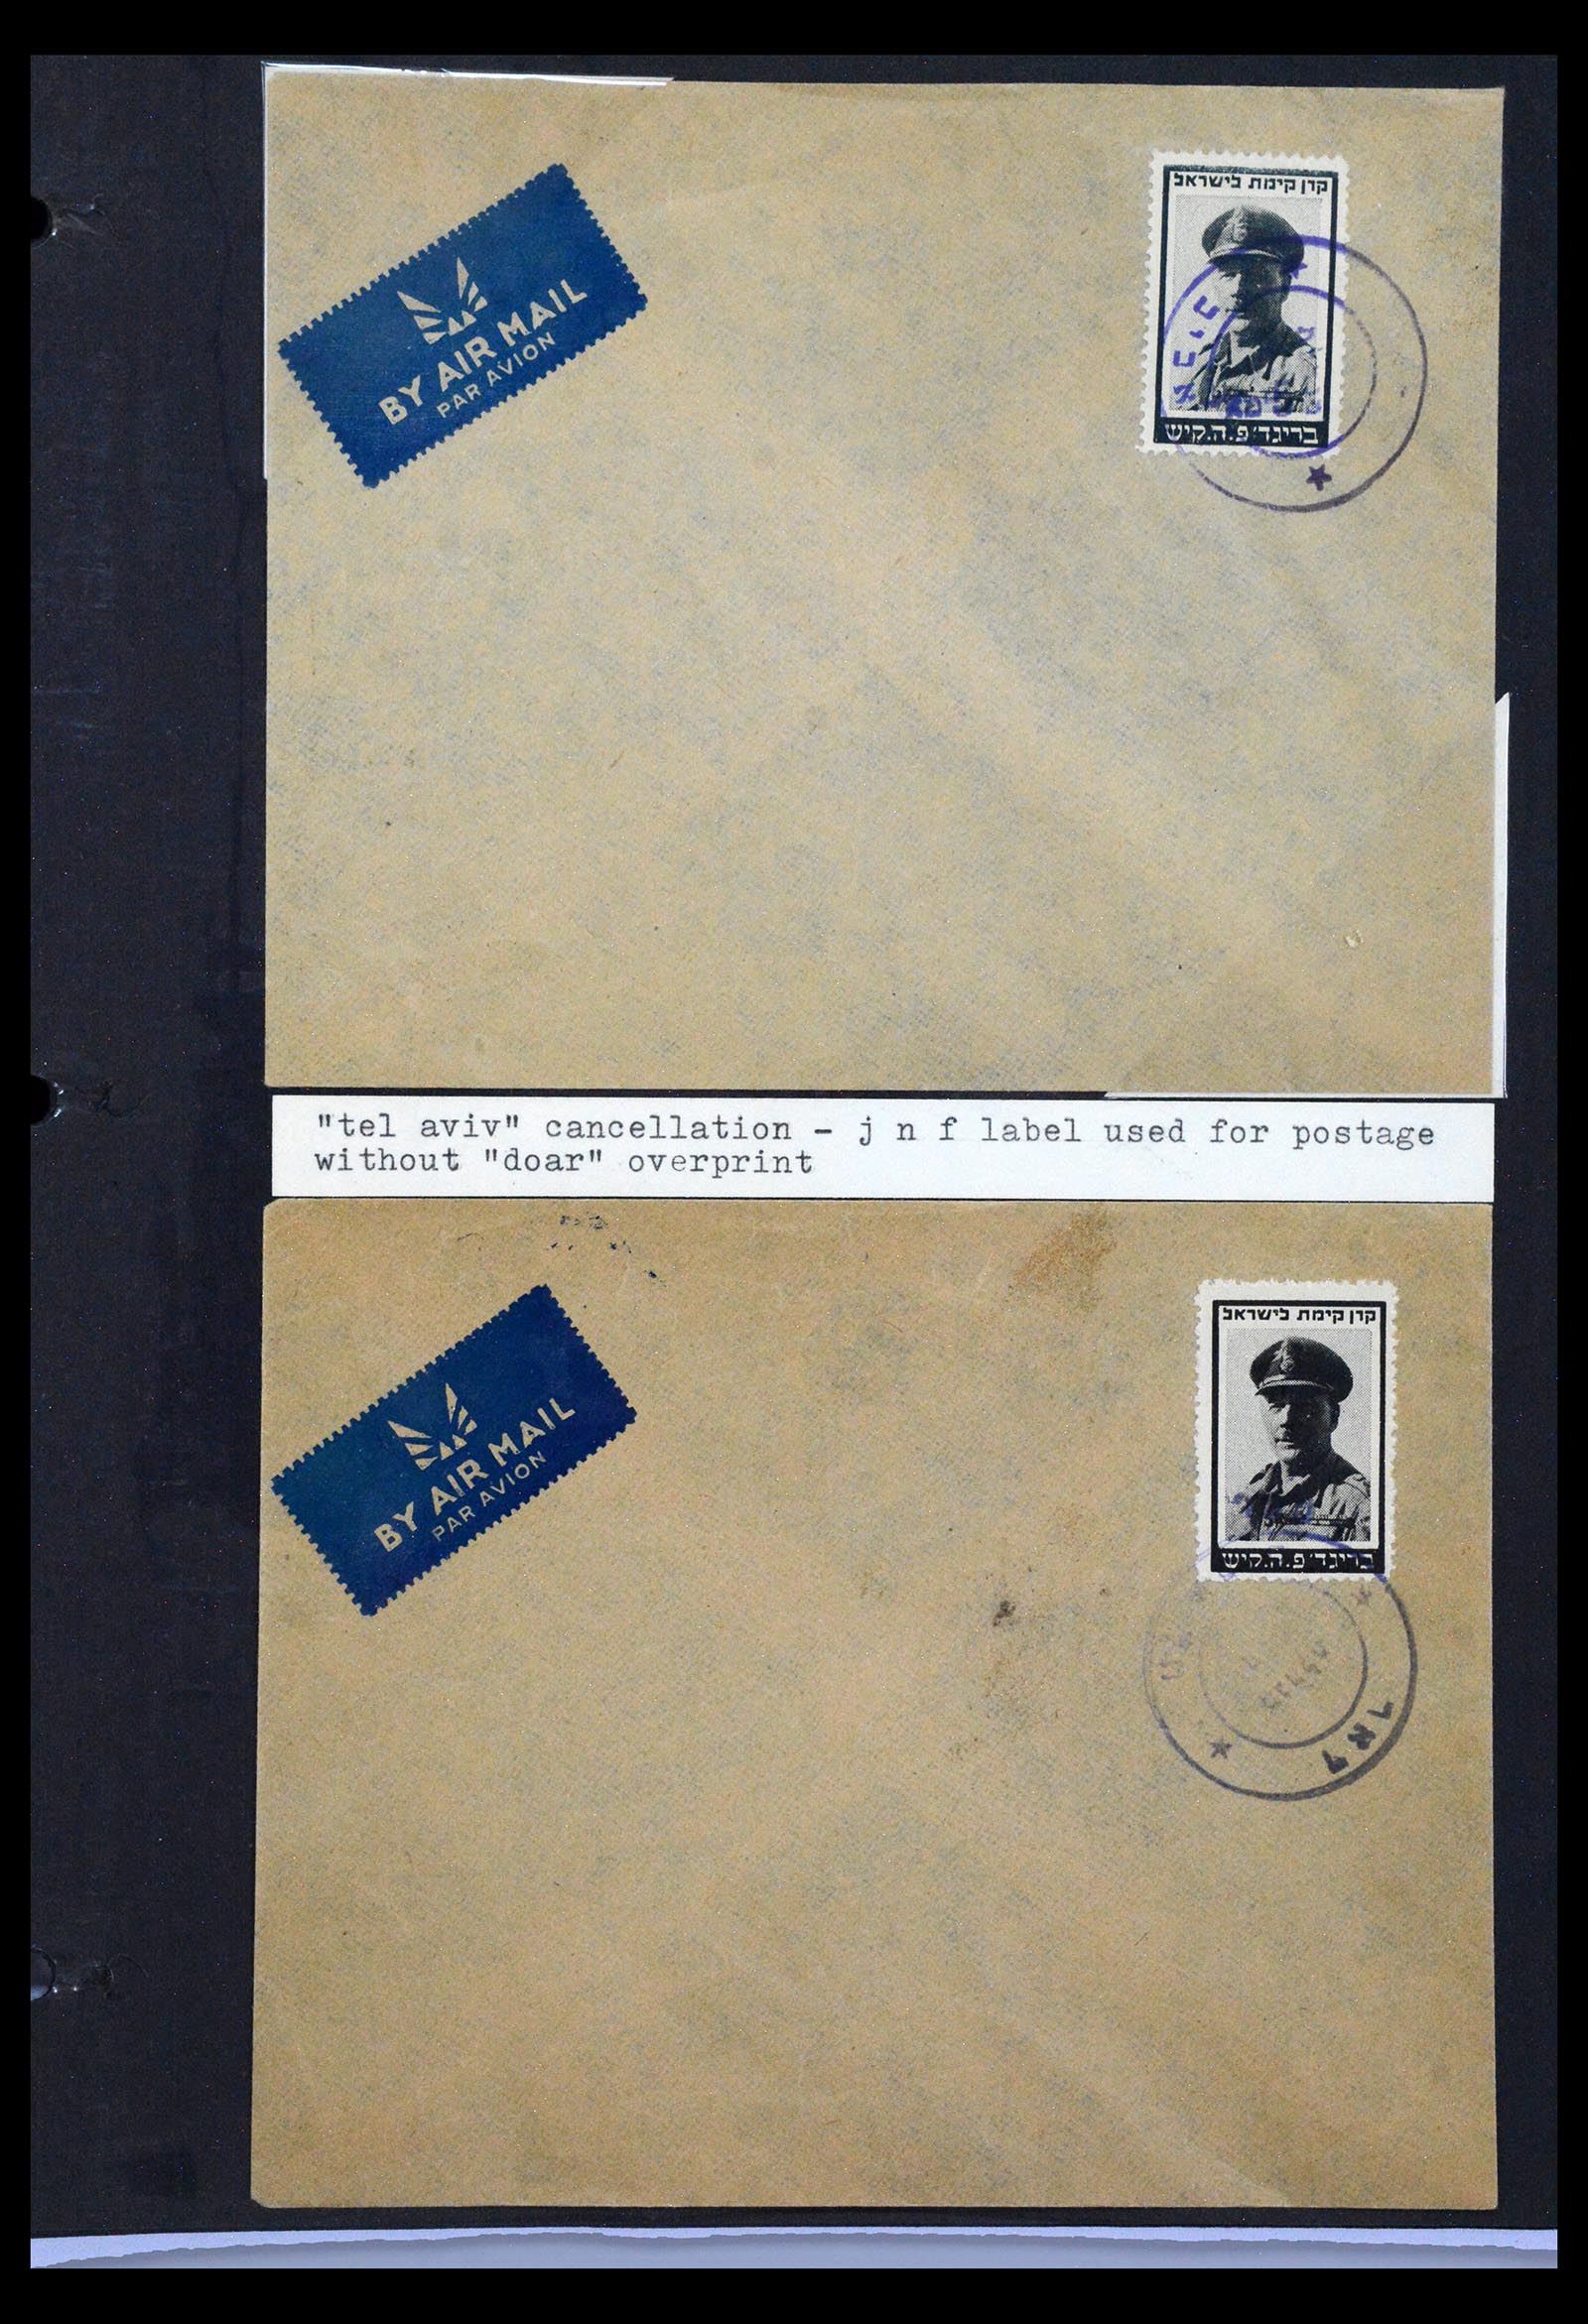 קרן קימת לישראל
בריגד' פ.ה.קיש
BY AIR MAIL
PAR AVION
"tel aviv" cancellation - j n f label used for postage
without "doar" overprint
קרן קימת לישראל
בריגד' פ.ה.קיש
BY AIR MAIL
PAR AVION